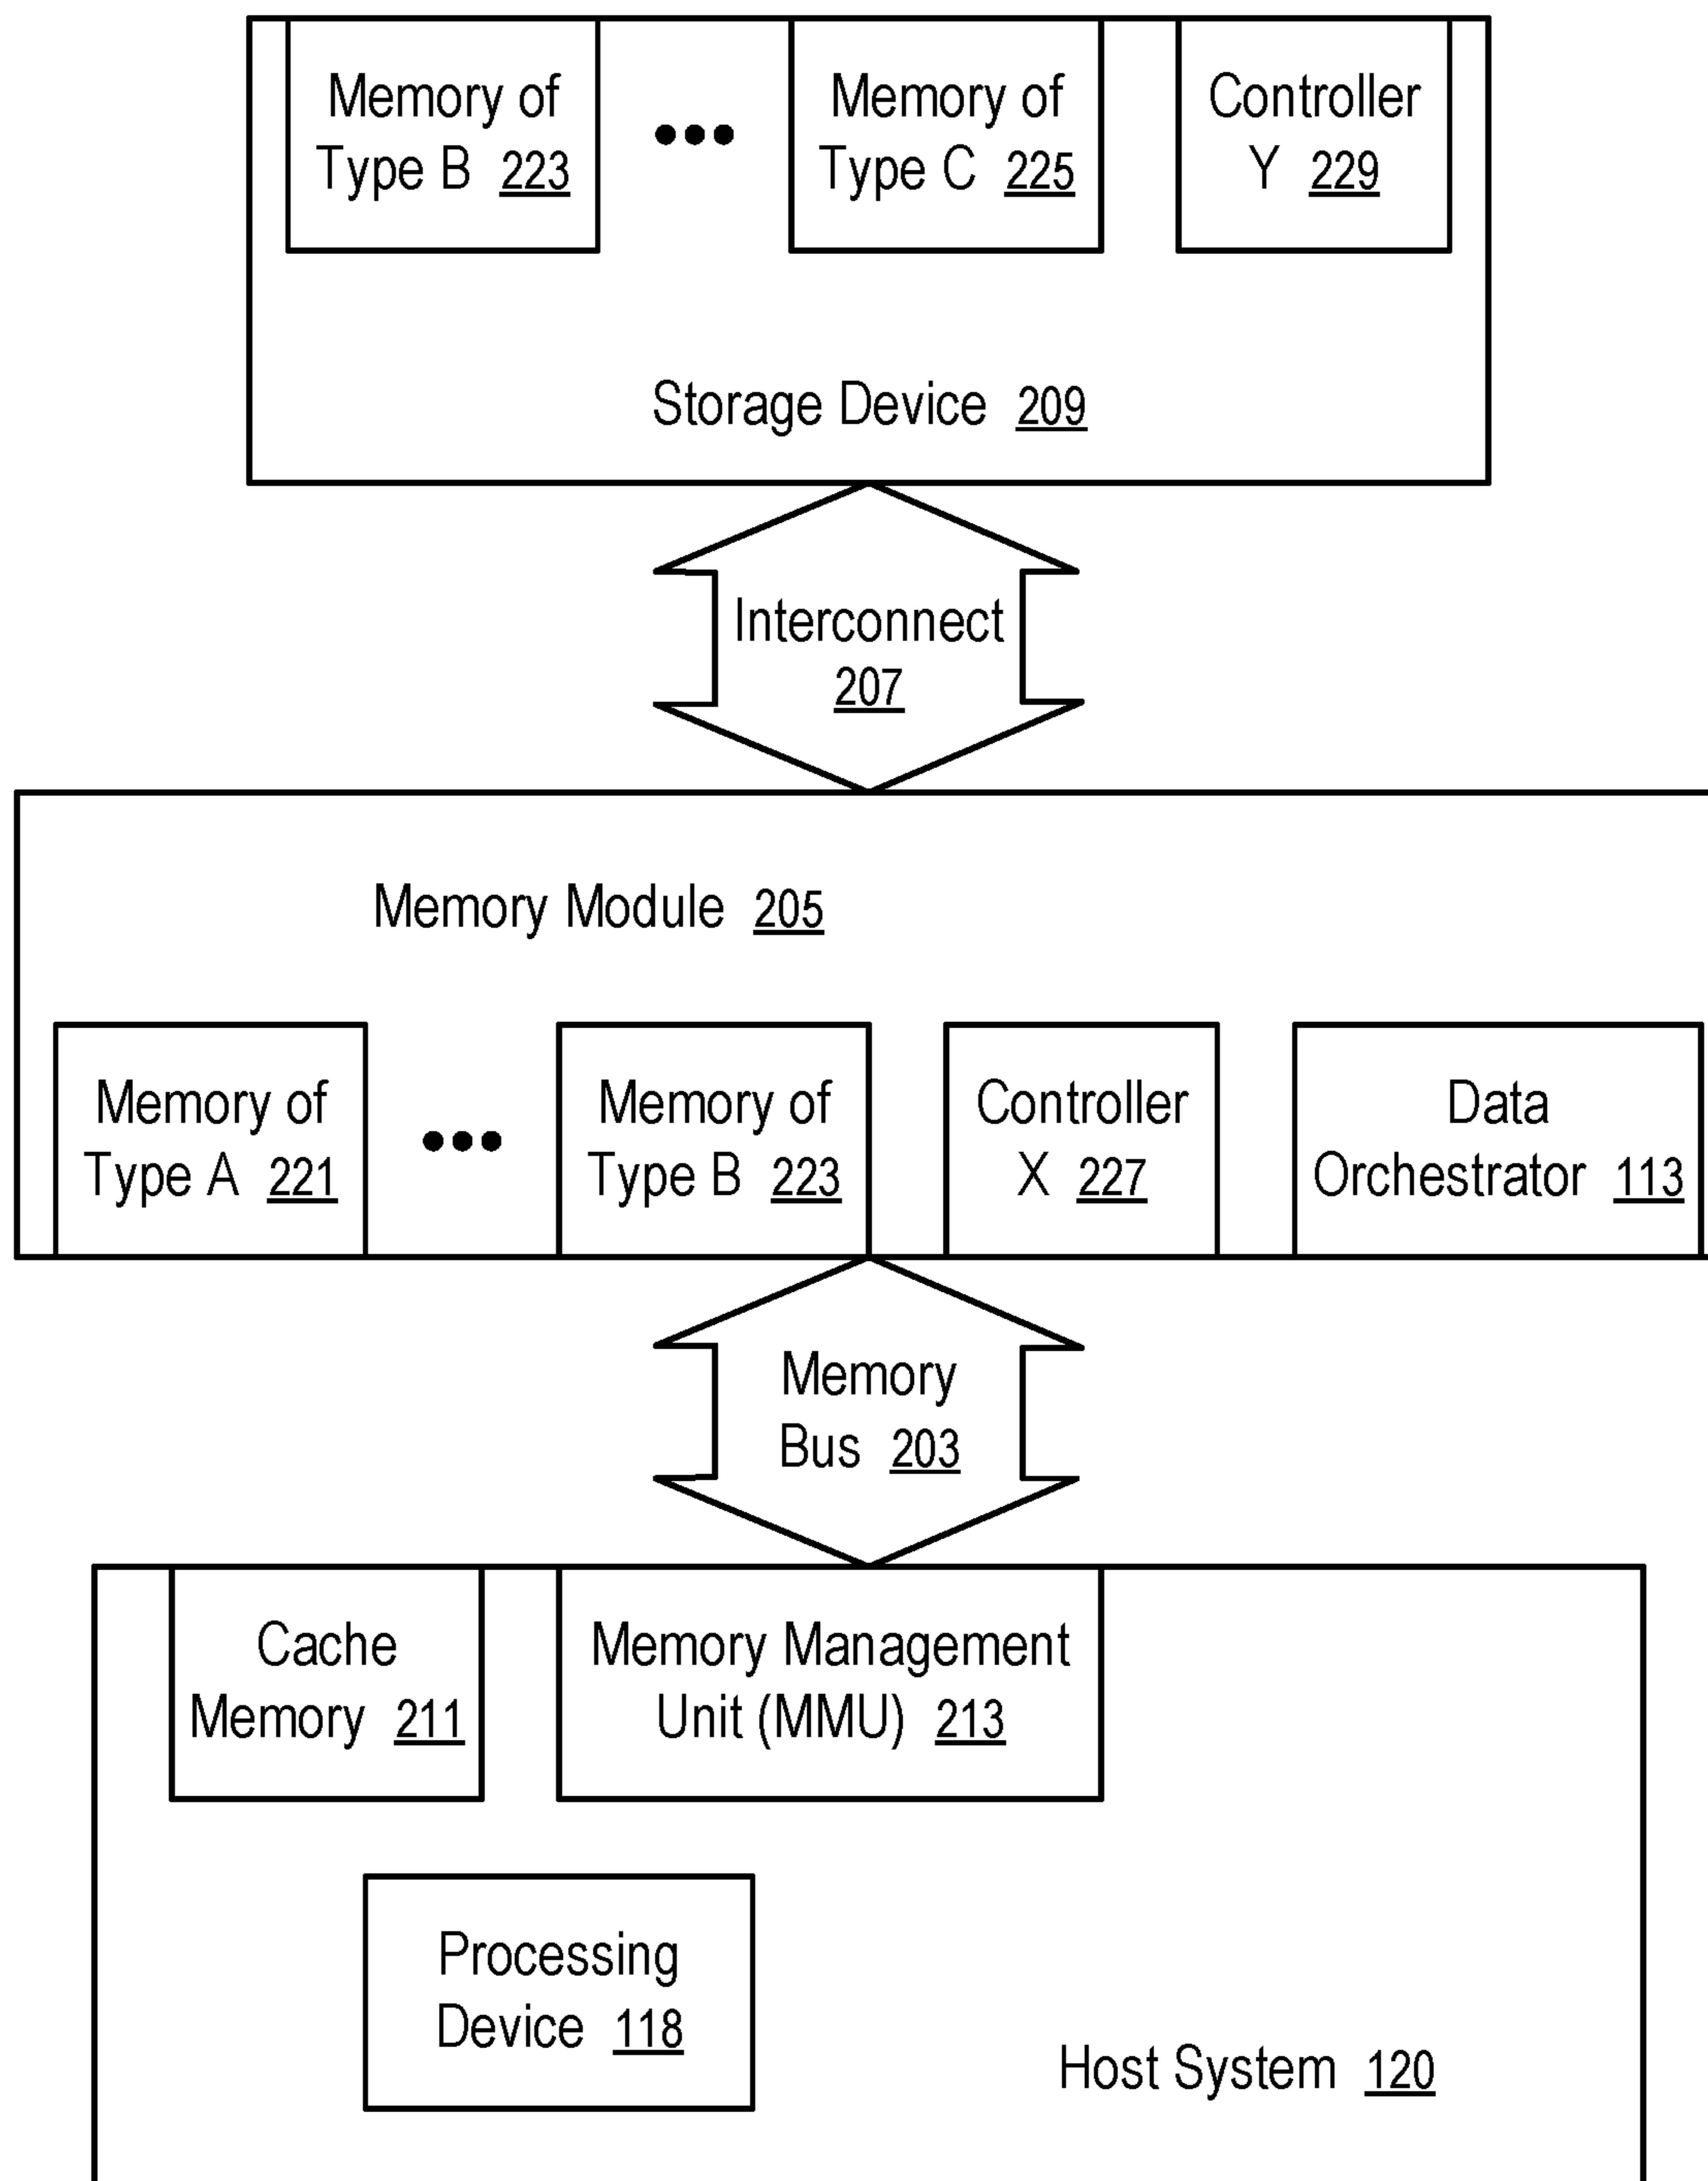 Memory of
Type B 223
Memory of
Type C 225
Controller
Y 229
Storage Device 209
Interconnect
207
Memory Module 205
Memory of
Type A 221
Memory of
Type B 223
Controller
X 227
Data
Orchestrator 113
Memory
Bus 203
Cache
Memory 211
Memory Management
Unit (MMU) 213
Processing
Device 118
Host System 120